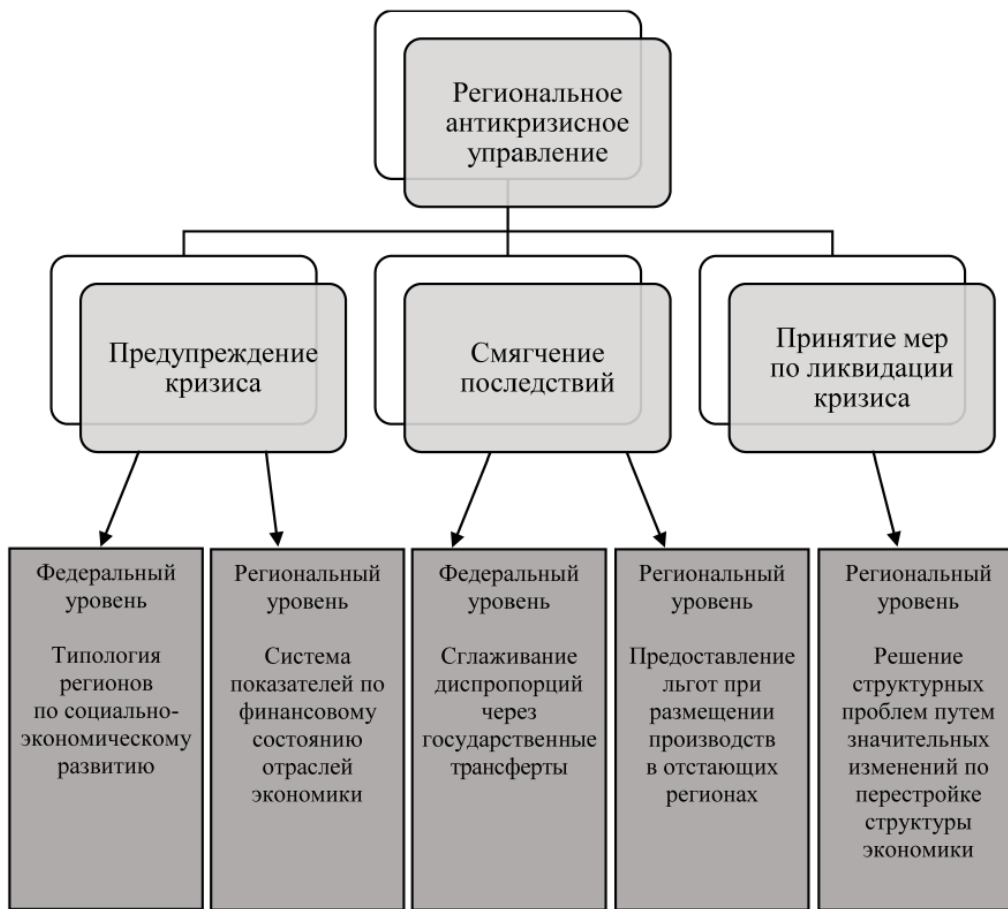 Региональное
антикризисное
управление
Предупреждение
кризиса
Смягчение
последствий
Принятие мер
по ликвидации
кризиса
Федеральный
уровень
Типология
регионов
по социально-
экономическому
развитию
Региональный
уровень
Система
показателей по
финансовому
состоянию
отраслей
экономики
Федеральный
уровень
Сглаживание
диспропорций
через
государственные
трансферты
Региональный
уровень
Предоставление
льгот при
размещении
производств
в отстающих
регионах
Региональный
уровень
Решение
структурных
проблем путем
значительных
изменений по
перестройке
структуры
экономики